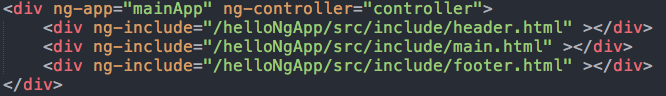 <div ng-app="mainApp" ng-controller="controller">
    <div ng-include="/helloNgApp/src/include/header.html" ></div>
    <div ng-include="/helloNgApp/src/include/main.html" ></div>
    <div ng-include="/helloNgApp/src/include/footer.html" ></div>
</div>